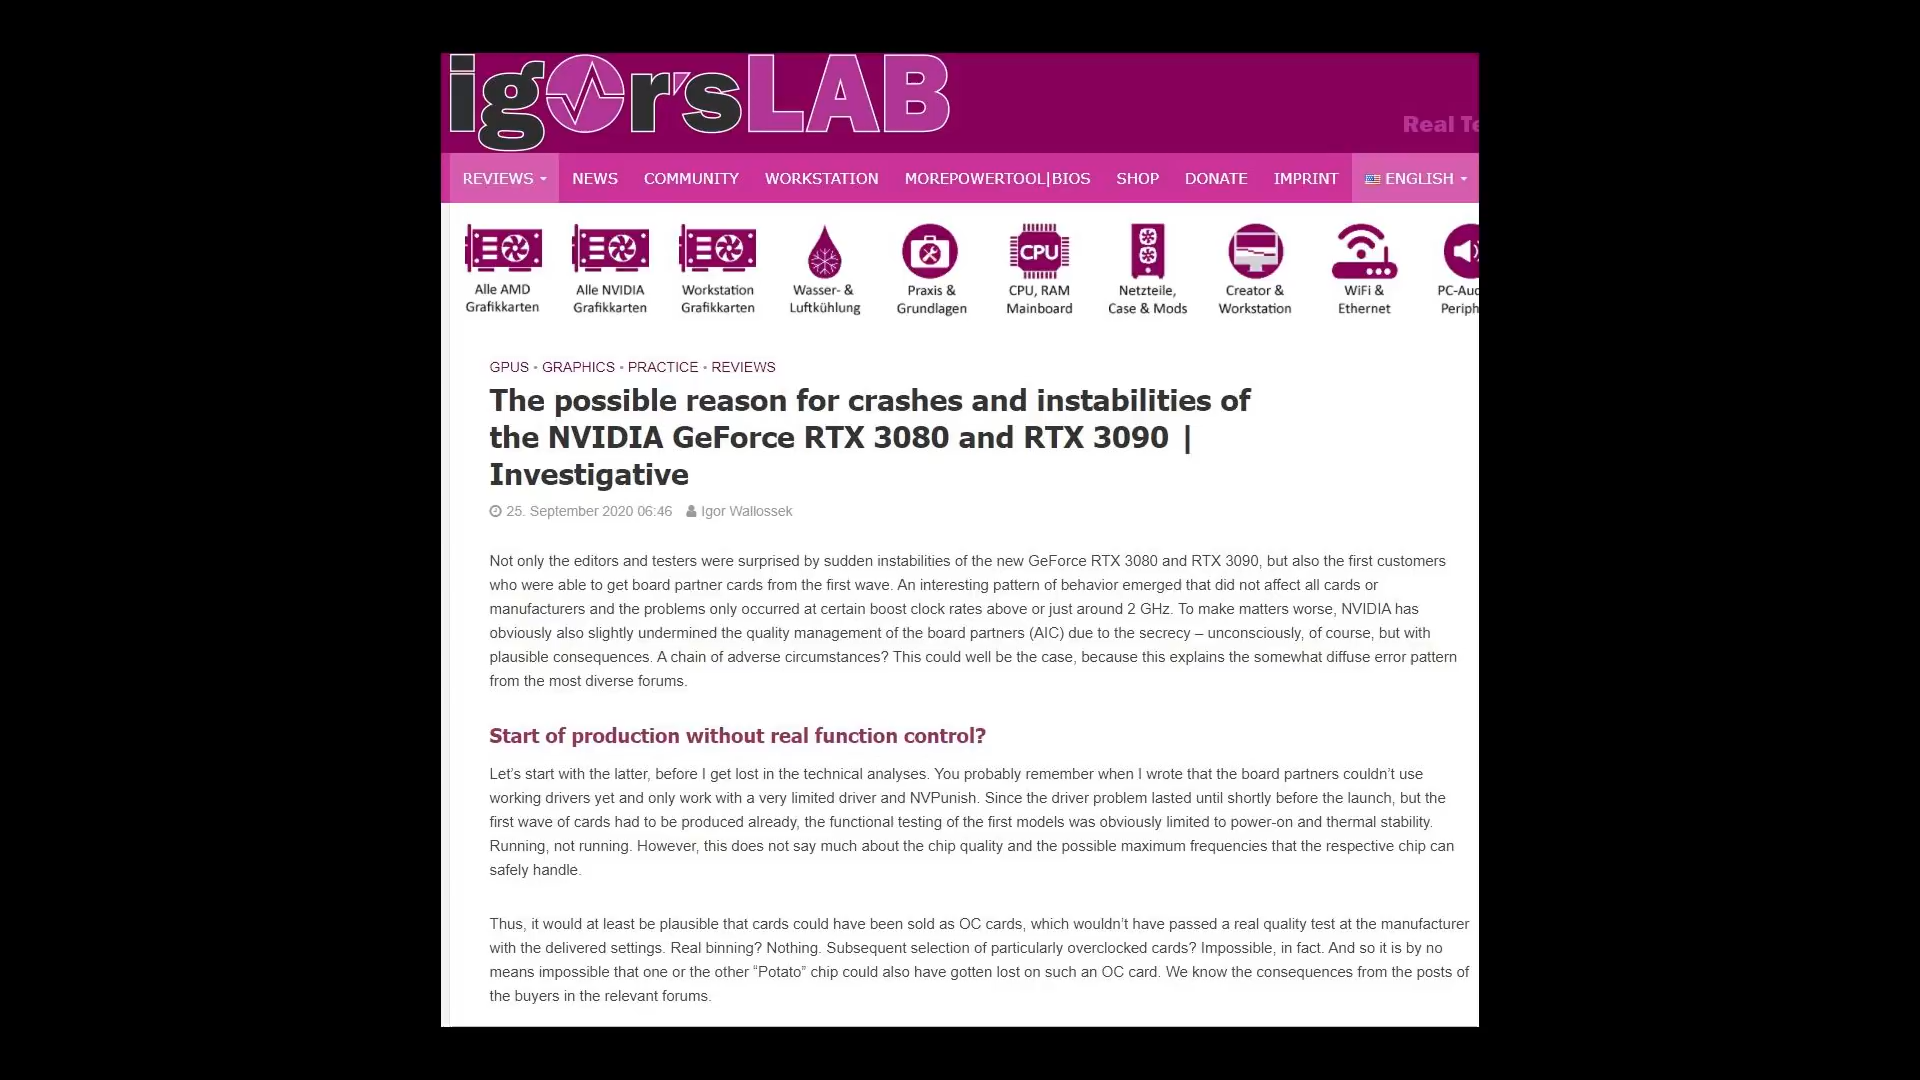 igor'sLAB
Real Te
REVIEWS NEWS COMMUNITY WORKSTATION MOREPOWERTOOL|BIOS SHOP DONATE IMPRINT ENGLISH
Alle AMD Grafikkarten
Alle NVIDIA Grafikkarten
Workstation Grafikkarten
Wasser- & Luftkühlung
Praxis & Grundlagen
CPU
CPU, RAM Mainboard
Netzteile, Case & Mods
Creator & Workstation
WiFi & Ethernet
PC-Aud Periph
GPUS • GRAPHICS • PRACTICE • REVIEWS
The possible reason for crashes and instabilities of
the NVIDIA GeForce RTX 3080 and RTX 3090 |
Investigative
25. September 2020 06:46 Igor Wallossek
Not only the editors and testers were surprised by sudden instabilities of the new GeForce RTX 3080 and RTX 3090, but also the first customers
who were able to get board partner cards from the first wave. An interesting pattern of behavior emerged that did not affect all cards or
manufacturers and the problems only occurred at certain boost clock rates above or just around 2 GHz. To make matters worse, NVIDIA has
obviously also slightly undermined the quality management of the board partners (AIC) due to the secrecy – unconsciously, of course, but with
plausible consequences. A chain of adverse circumstances? This could well be the case, because this explains the somewhat diffuse error pattern
from the most diverse forums.
Start of production without real function control?
Let's start with the latter, before I get lost in the technical analyses. You probably remember when I wrote that the board partners couldn't use
working drivers yet and only work with a very limited driver and NVPunish. Since the driver problem lasted until shortly before the launch, but the
first wave of cards had to be produced already, the functional testing of the first models was obviously limited to power-on and thermal stability.
Running, not running. However, this does not say much about the chip quality and the possible maximum frequencies that the respective chip can
safely handle.
Thus, it would at least be plausible that cards could have been sold as OC cards, which wouldn't have passed a real quality test at the manufacturer
with the delivered settings. Real binning? Nothing. Subsequent selection of particularly overclocked cards? Impossible, in fact. And so it is by no
means impossible that one or the other “Potato” chip could also have gotten lost on such an OC card. We know the consequences from the posts of
the buyers in the relevant forums.